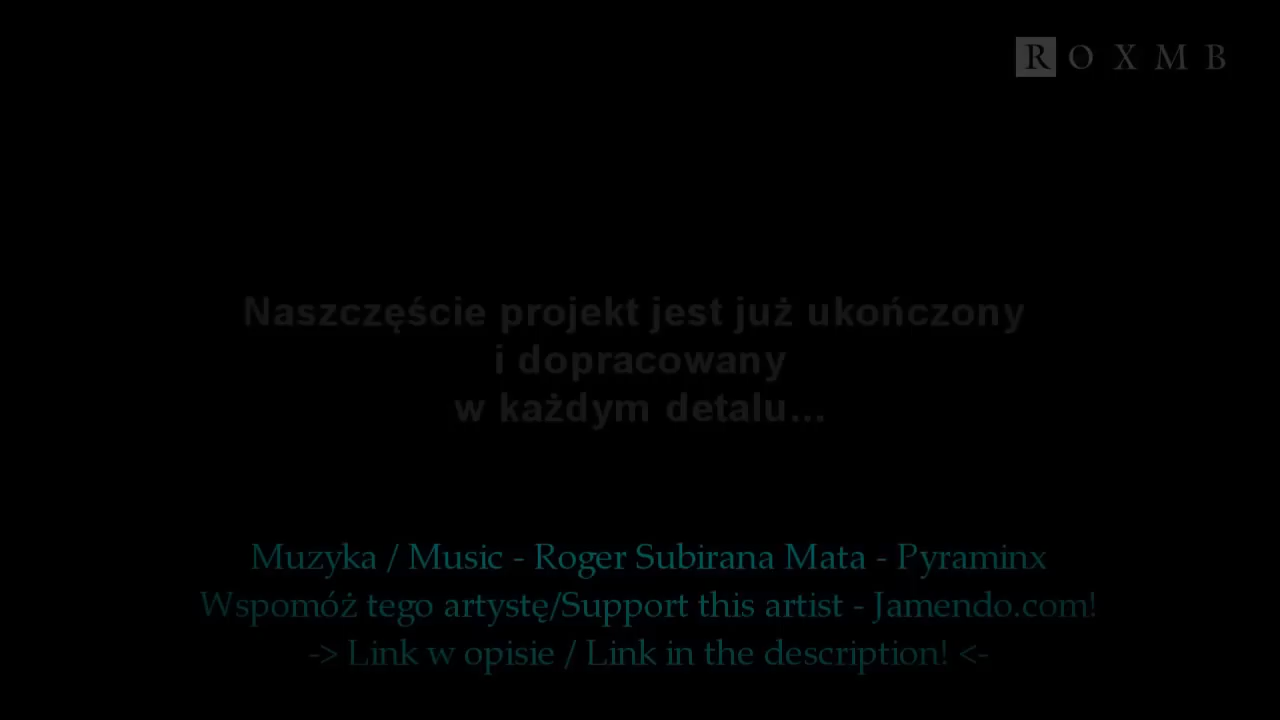 ROXMB
Naszczęście projekt jest już ukończony
i dopracowany
w każdym detalu...
Muzyka / Music - Roger Subirana Mata - Pyraminx
Wspomóż tego artystę/Support this artist - Jamendo.com!
-> Link w opisie / Link in the description! <-